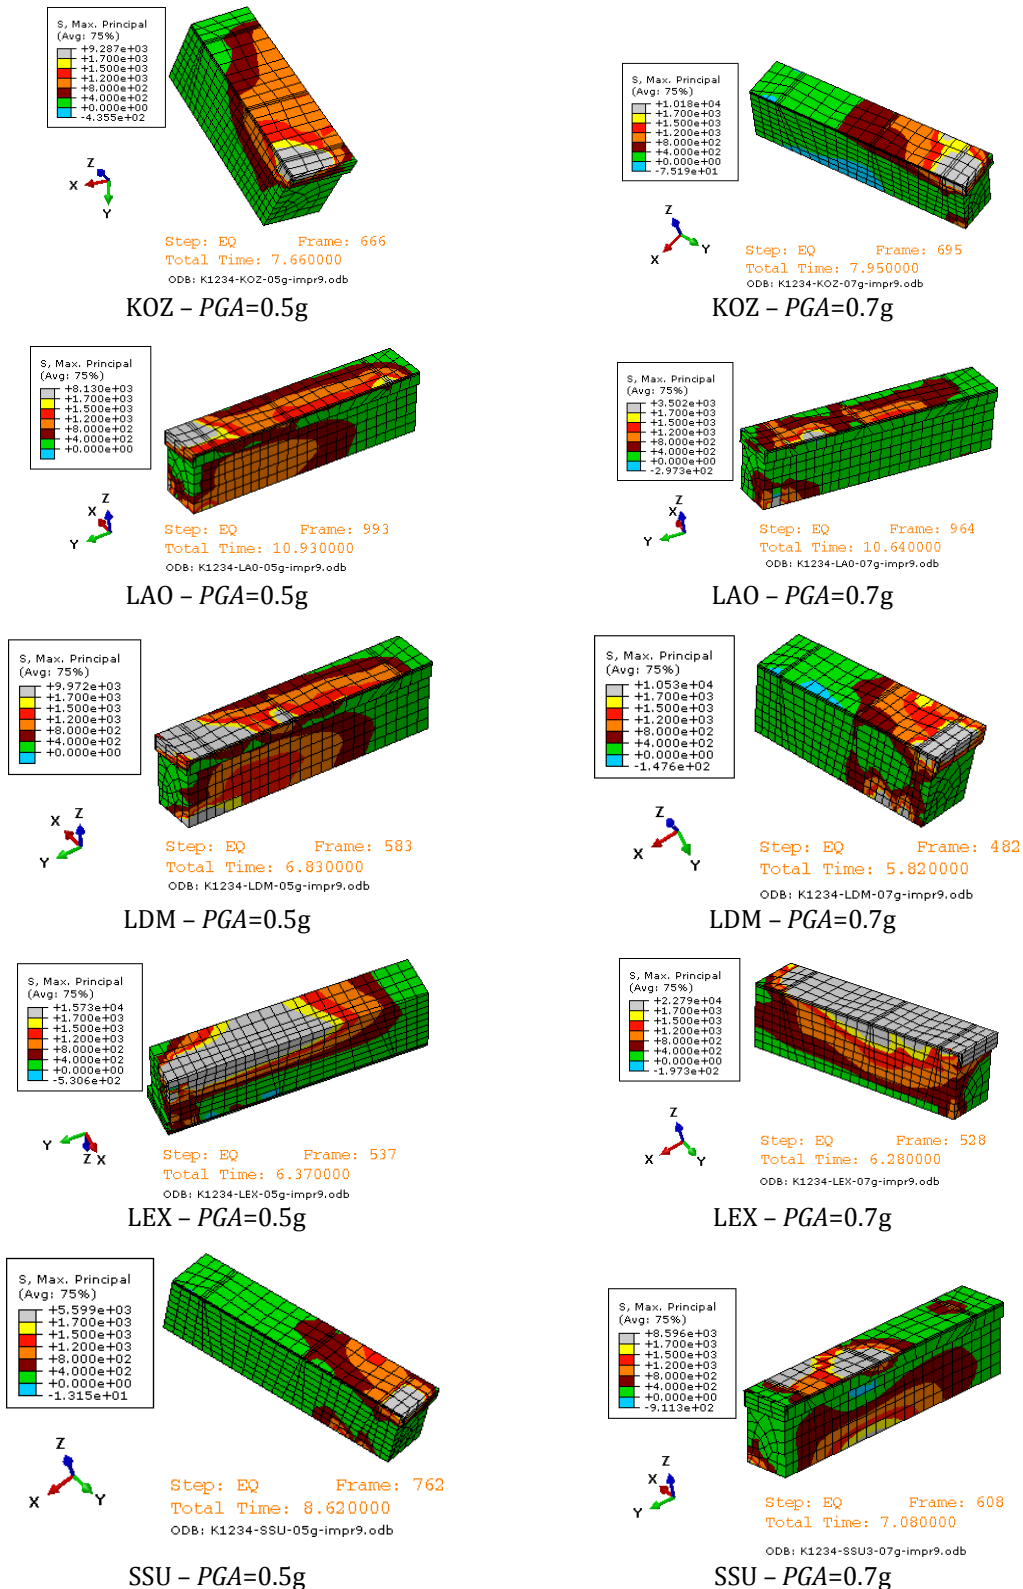 S, Max. Principal
(Avg: 75%)
+9.287e+03
+1.700e+03
+1.500e+03
+1.200e+03
+8.000e+02
+4.000e+02
+0.000e+00
-4.355e+02
Z
X
Y
Step: EQ Frame: 666
Total Time: 7.660000
ODB: K1234-KOZ-05g-impr9.odb
KOZ – PGA=0.5g
S, Max. Principal
(Avg: 75%)
+1.018e+04
+1.700e+03
+1.500e+03
+1.200e+03
+8.000e+02
+4.000e+02
+0.000e+00
-7.519e+01
Z
X
Y
Step: EQ Frame: 695
Total Time: 7.950000
ODB: K1234-KOZ-07g-impr9.odb
KOZ – PGA=0.7g
S, Max. Principal
(Avg: 75%)
+8.130e+03
+1.700e+03
+1.500e+03
+1.200e+03
+8.000e+02
+4.000e+02
+0.000e+00
Z
X
Y
Step: EQ Frame: 993
Total Time: 10.930000
ODB: K1234-LA0-05g-impr9.odb
LAO – PGA=0.5g
S, Max. Principal
(Avg: 75%)
+3.502e+03
+1.700e+03
+1.500e+03
+1.200e+03
+8.000e+02
+4.000e+02
+0.000e+00
-2.973e+02
Z
X
Y
Step: EQ Frame: 964
Total Time: 10.640000
ODB: K1234-LA0-07g-impr9.odb
LAO – PGA=0.7g
S, Max. Principal
(Avg: 75%)
+9.972e+03
+1.700e+03
+1.500e+03
+1.200e+03
+8.000e+02
+4.000e+02
+0.000e+00
X Z
Y
Step: EQ Frame: 583
Total Time: 6.830000
ODB: K1234-LDM-05g-impr9.odb
LDM – PGA=0.5g
S, Max. Principal
(Avg: 75%)
+1.053e+04
+1.700e+03
+1.500e+03
+1.200e+03
+8.000e+02
+4.000e+02
+0.000e+00
-1.476e+02
Z
X
Y
Step: EQ Frame: 482
Total Time: 5.820000
ODB: K1234-LDM-07g-impr9.odb
LDM – PGA=0.7g
S, Max. Principal
(Avg: 75%)
+1.573e+04
+1.700e+03
+1.500e+03
+1.200e+03
+8.000e+02
+4.000e+02
+0.000e+00
-5.306e+02
Y
Z X
Step: EQ Frame: 537
Total Time: 6.370000
ODB: K1234-LEX-05g-impr9.odb
LEX – PGA=0.5g
S, Max. Principal
(Avg: 75%)
+2.279e+04
+1.700e+03
+1.500e+03
+1.200e+03
+8.000e+02
+4.000e+02
+0.000e+00
-1.973e+02
Z
X Y
Step: EQ Frame: 528
Total Time: 6.280000
ODB: K1234-LEX-07g-impr9.odb
LEX – PGA=0.7g
S, Max. Principal
(Avg: 75%)
+5.599e+03
+1.700e+03
+1.500e+03
+1.200e+03
+8.000e+02
+4.000e+02
+0.000e+00
-1.315e+01
Z
X Y
Step: EQ Frame: 762
Total Time: 8.620000
ODB: K1234-SSU-05g-impr9.odb
SSU – PGA=0.5g
S, Max. Principal
(Avg: 75%)
+8.596e+03
+1.700e+03
+1.500e+03
+1.200e+03
+8.000e+02
+4.000e+02
+0.000e+00
-9.113e+02
Z
X
Y
Step: EQ Frame: 608
Total Time: 7.080000
ODB: K1234-SSU3-07g-impr9.odb
SSU – PGA=0.7g